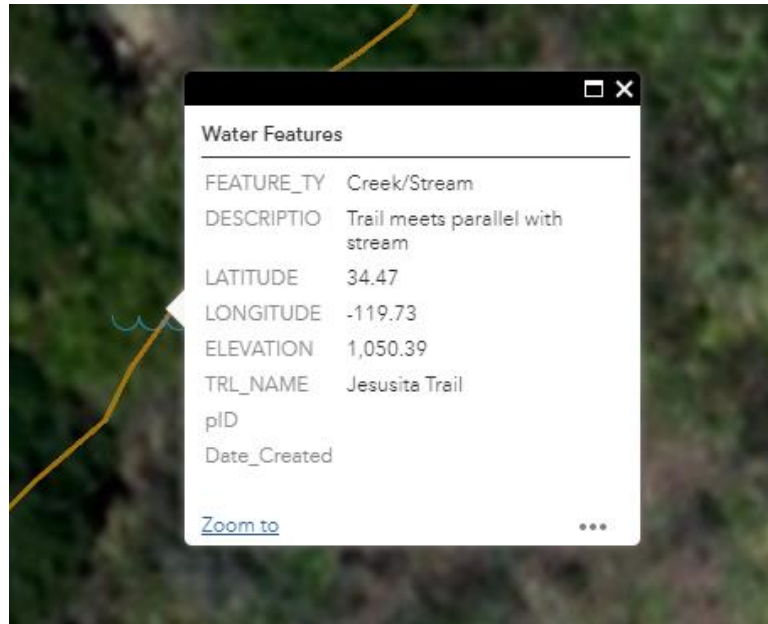 Water Features
FEATURE_TY Creek/Stream
DESCRIPTIO Trail meets parallel with
stream
LATITUDE 34.47
LONGITUDE -119.73
ELEVATION 1,050.39
TRL_NAME Jesusita Trail
pID
Date_Created
Zoom to